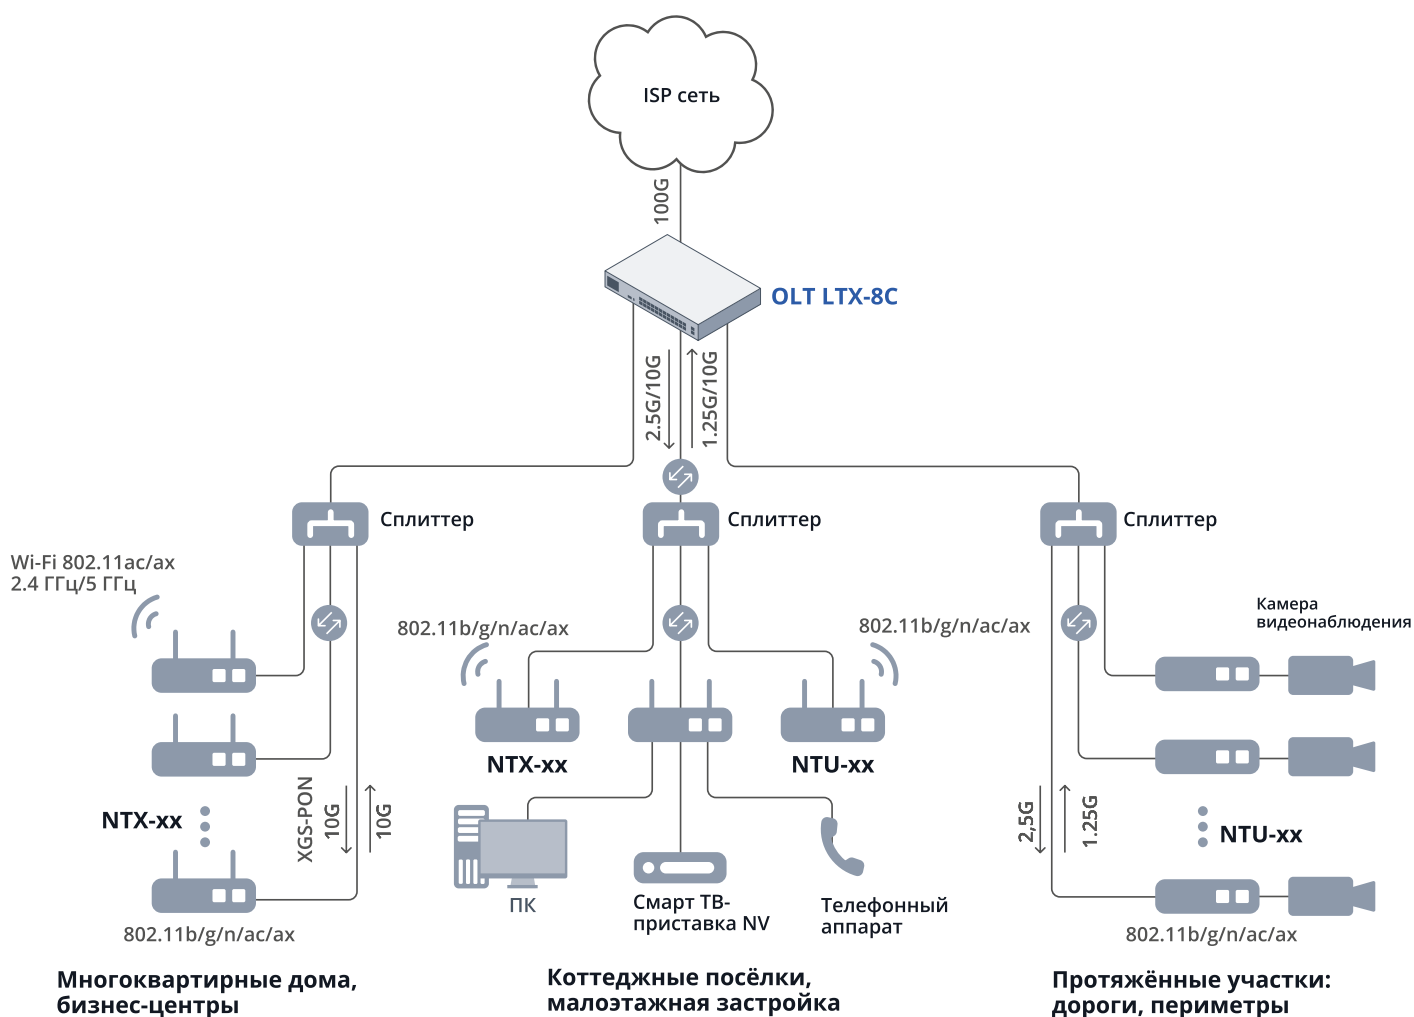 ISP сеть
100G
OLT LTX-8C
2.5G/10G
1.25G/10G
Сплиттер
Сплиттер
Сплиттер
Wi-Fi 802.11ac/ax
2.4 ГГц/5 ГГц
802.11b/g/n/ac/ax
802.11b/g/n/ac/ax
Камера
видеонаблюдения
NTX-xx
NTU-xx
NTX-xx
XGS-PON
10G
10G
2,5G
1.25G
NTU-xx
ПК
Смарт ТВ-
приставка NV
Телефонный
аппарат
802.11b/g/n/ac/ax
802.11b/g/n/ac/ax
Многоквартирные дома,
бизнес-центры
Коттеджные посёлки,
малоэтажная застройка
Протяжённые участки:
дороги, периметры